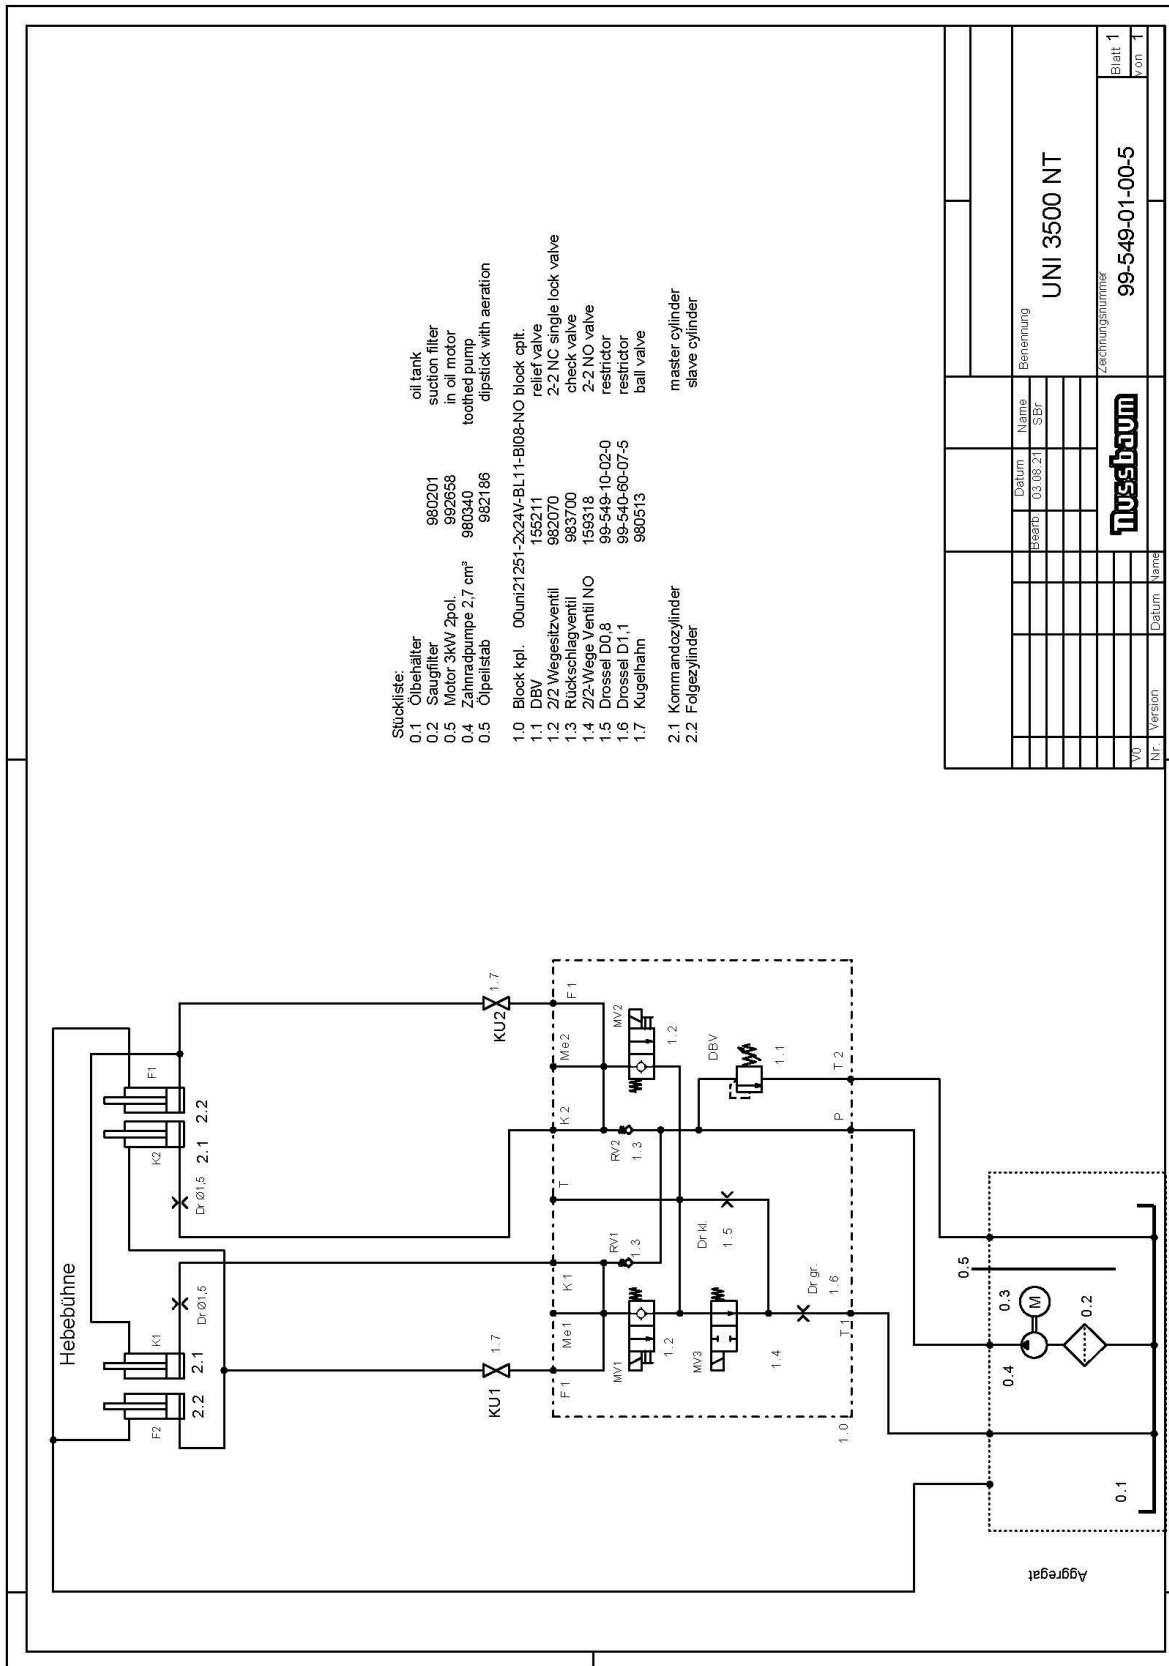 Hebebühne
F2
2.2
K1
2.1
Dr Ø1,5
K2
2.1
F1
2.2
Dr Ø1,5
KU1
1.7
KU2
1.7
F1
Me1
K1
T
K2
Me2
F1
MV1
1.2
RV1
1.3
RV2
1.3
MV2
1.2
MV3
1.4
Dr kl.
1.5
DBV
1.1
Dr gr.
1.6
1.0
T1
P
T2
Aggregat
0.1
0.4
0.3
M
0.2
0.5
Stückliste:
0.1 Ölbehälter oil tank
0.2 Saugfilter 980201 suction filter
0.5 Motor 3kW 2pol. 992658 in oil motor
0.4 Zahnradpumpe 2,7 cm³ 980340 toothed pump
0.5 Ölpeilstab 982186 dipstick with aeration
1.0 Block kpl. 00uni21251-2x24V-BL11-BI08-NO block cplt.
1.1 DBV 155211 relief valve
1.2 2/2 Wegesitzventil 982070 2-2 NC single lock valve
1.3 Rückschlagventil 983700 check valve
1.4 2/2-Wege Ventil NO 159318 2-2 NO valve
1.5 Drossel D0,8 99-549-10-02-0 restrictor
1.6 Drossel D1,1 99-540-60-07-5 restrictor
1.7 Kugelhahn 980513 ball valve
2.1 Kommandozylinder master cylinder
2.2 Folgezylinder slave cylinder
Datum Name
Bearb. 03.08.21 SBr
Benennung
UNI 3500 NT
nussbaum
Zeichnungsnummer
99-549-01-00-5
Blatt 1
von 1
V0
Nr. Version Datum Name